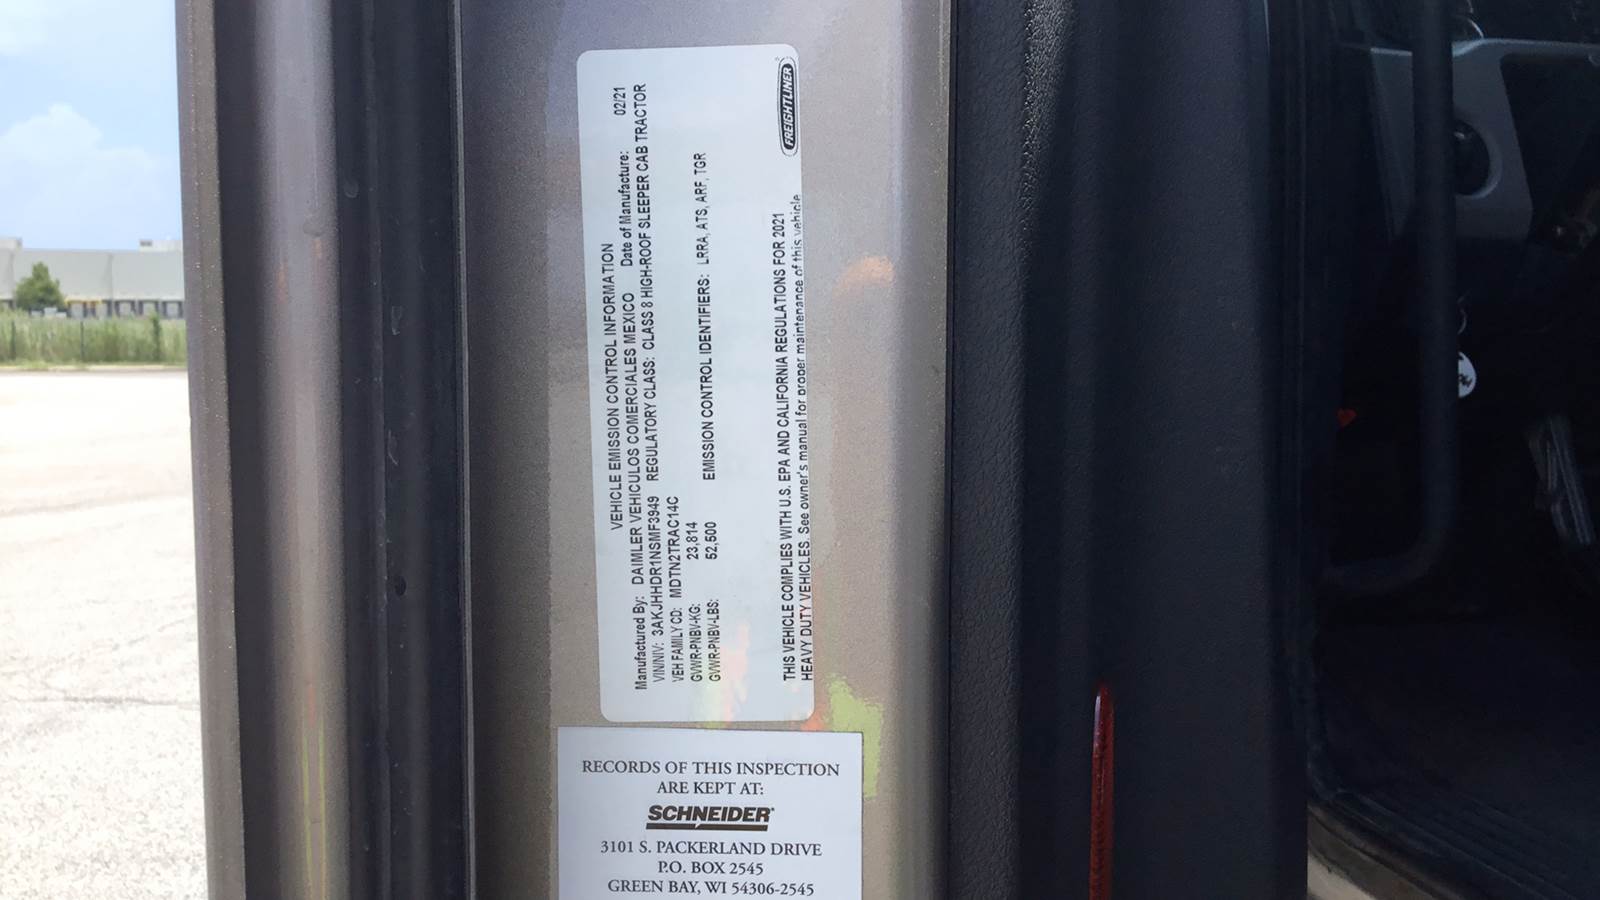 VEHICLE EMISSION CONTROL INFORMATION
Manufactured By: DAIMLER VEHICULOS COMERCIALES MEXICO Date of Manufacture: 02/21
VIN/NIV: 3AKJHHDR1NSMF3949 REGULATORY CLASS: CLASS 8 HIGH-ROOF SLEEPER CAB TRACTOR
VEH FAMILY CD: MDTN2TRAC14C
GVWR-PNBV-KG: 23,814 EMISSION CONTROL IDENTIFIERS: LRRA, ATS, ARF, TGR
GVWR-PNBV-LBS: 52,500
THIS VEHICLE COMPLIES WITH U.S. EPA AND CALIFORNIA REGULATIONS FOR 2021
HEAVY DUTY VEHICLES. See owner's manual for proper maintenance of this vehicle
FREIGHTLINER
RECORDS OF THIS INSPECTION
ARE KEPT AT:
SCHNEIDER
3101 S. PACKERLAND DRIVE
P.O. BOX 2545
GREEN BAY, WI 54306-2545